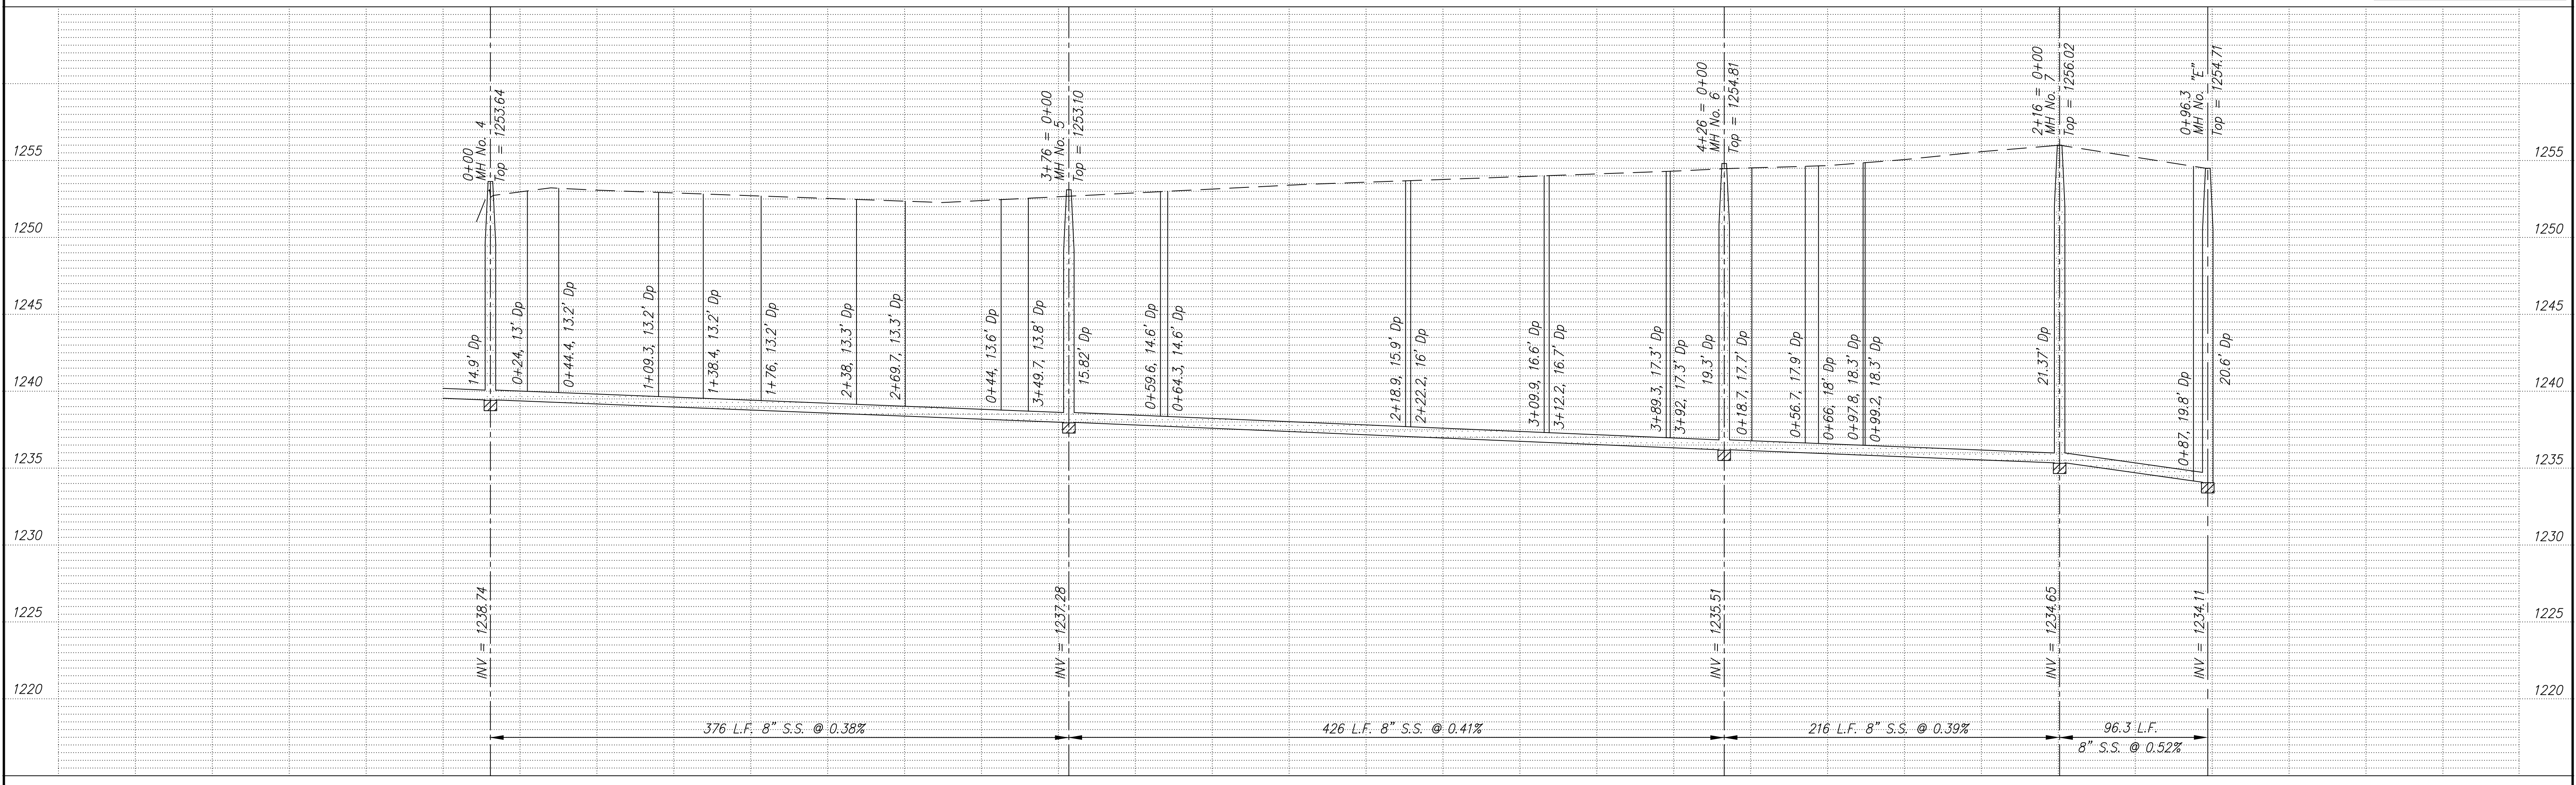 0+00
MH No. 4
Top = 1253.64
3+76 = 0+00
MH No. 5
Top = 1253.10
4+26 = 0+00
MH No. 6
Top = 1254.81
2+16 = 0+00
MH No. 7
Top = 1256.02
0+96.3
MH No. "E"
Top = 1254.71
1255
1255
1250
1250
1245
1245
1240
1240
1235
1235
1230
1230
1225
1225
1220
1220
14.9' Dp
0+24, 13' Dp
0+44.4, 13.2' Dp
1+09.3, 13.2' Dp
1+38.4, 13.2' Dp
1+76, 13.2' Dp
2+38, 13.3' Dp
2+69.7, 13.3' Dp
0+44, 13.6' Dp
3+49.7, 13.8' Dp
15.82' Dp
0+59.6, 14.6' Dp
0+64.3, 14.6' Dp
2+18.9, 15.9' Dp
2+22.2, 16' Dp
3+09.9, 16.6' Dp
3+12.2, 16.7' Dp
3+89.3, 17.3' Dp
3+92, 17.3' Dp
19.3' Dp
0+18.7, 17.7' Dp
0+56.7, 17.9' Dp
0+66, 18' Dp
0+97.8, 18.3' Dp
0+99.2, 18.3' Dp
21.37' Dp
0+87, 19.8' Dp
20.6' Dp
INV = 1238.74
INV = 1237.28
INV = 1235.51
INV = 1234.65
INV = 1234.11
376 L.F. 8" S.S. @ 0.38%
426 L.F. 8" S.S. @ 0.41%
216 L.F. 8" S.S. @ 0.39%
96.3 L.F.
8" S.S. @ 0.52%